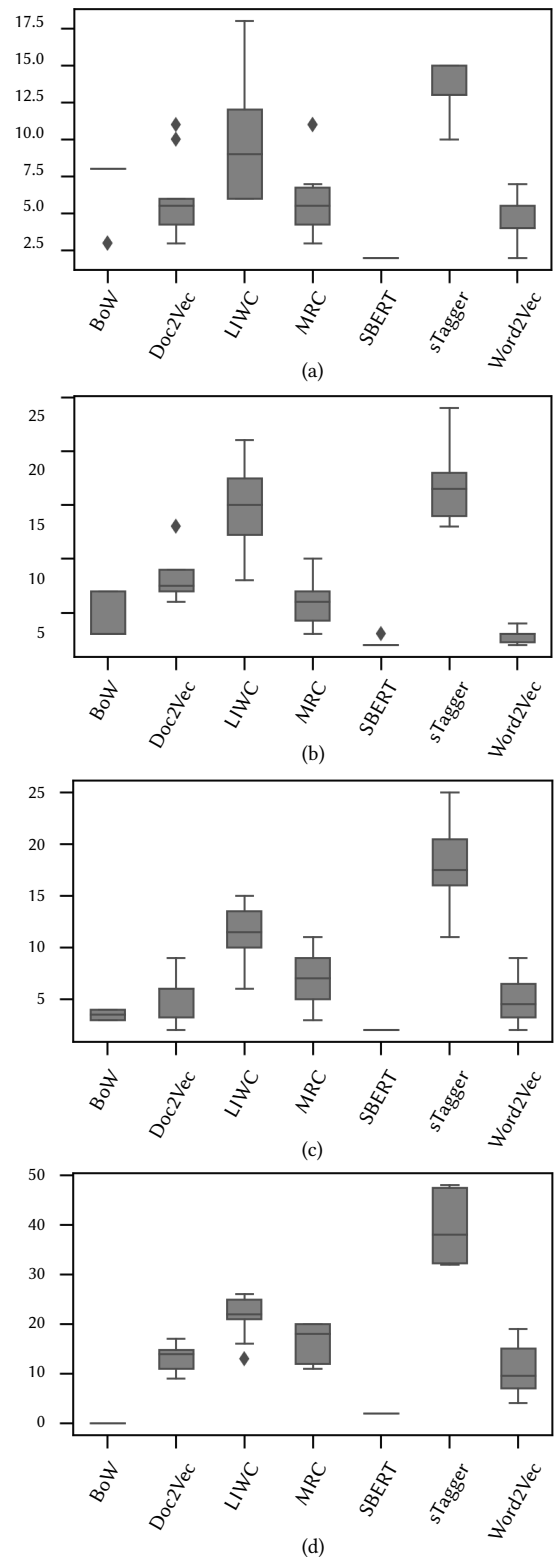 17.5
15.0
12.5
10.0
7.5
5.0
2.5
BoW Doc2Vec LIWC MRC SBERT sTagger Word2Vec
(a)
25
20
15
10
5
BoW Doc2Vec LIWC MRC SBERT sTagger Word2Vec
(b)
25
20
15
10
5
BoW Doc2Vec LIWC MRC SBERT sTagger Word2Vec
(c)
50
40
30
20
10
0
BoW Doc2Vec LIWC MRC SBERT sTagger Word2Vec
(d)